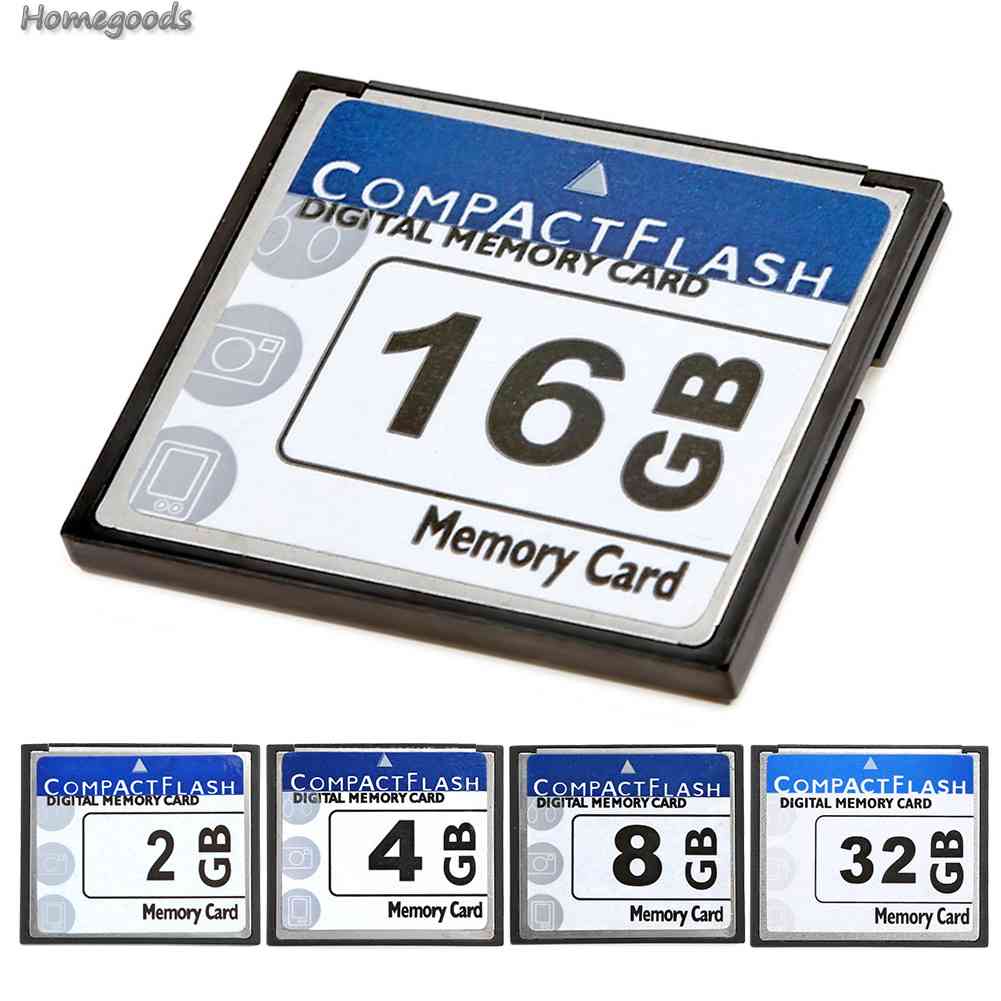 Homegoods
COMPACTFLASH
DIGITAL MEMORY CARD
16 GB
Memory Card
COMPACTFLASH
DIGITAL MEMORY CARD
2 GB
Memory Card
COMPACTFLASH
DIGITAL MEMORY CARD
4 GB
Memory Card
COMPACTFLASH
DIGITAL MEMORY CARD
8 GB
Memory Card
COMPACTFLASH
DIGITAL MEMORY CARD
32 GB
Memory Card